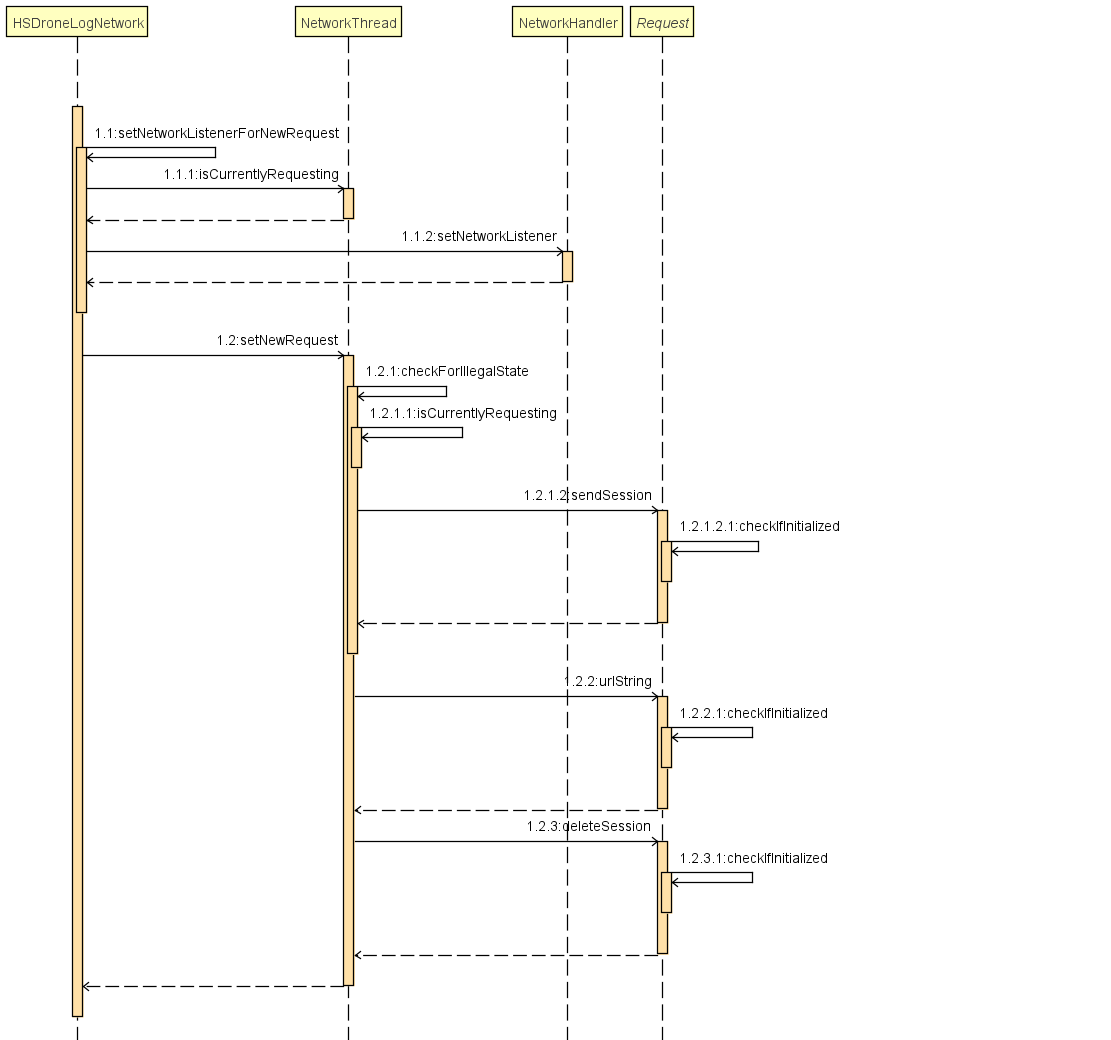 HSDroneLogNetwork
NetworkThread
NetworkHandler
Request
1.1:setNetworkListenerForNewRequest
1.1.1:isCurrentlyRequesting
1.1.2:setNetworkListener
1.2:setNewRequest
1.2.1:checkForIllegalState
1.2.1.1:isCurrentlyRequesting
1.2.1.2:sendSession
1.2.1.2.1:checkIfInitialized
1.2.2:urlString
1.2.2.1:checkIfInitialized
1.2.3:deleteSession
1.2.3.1:checkIfInitialized